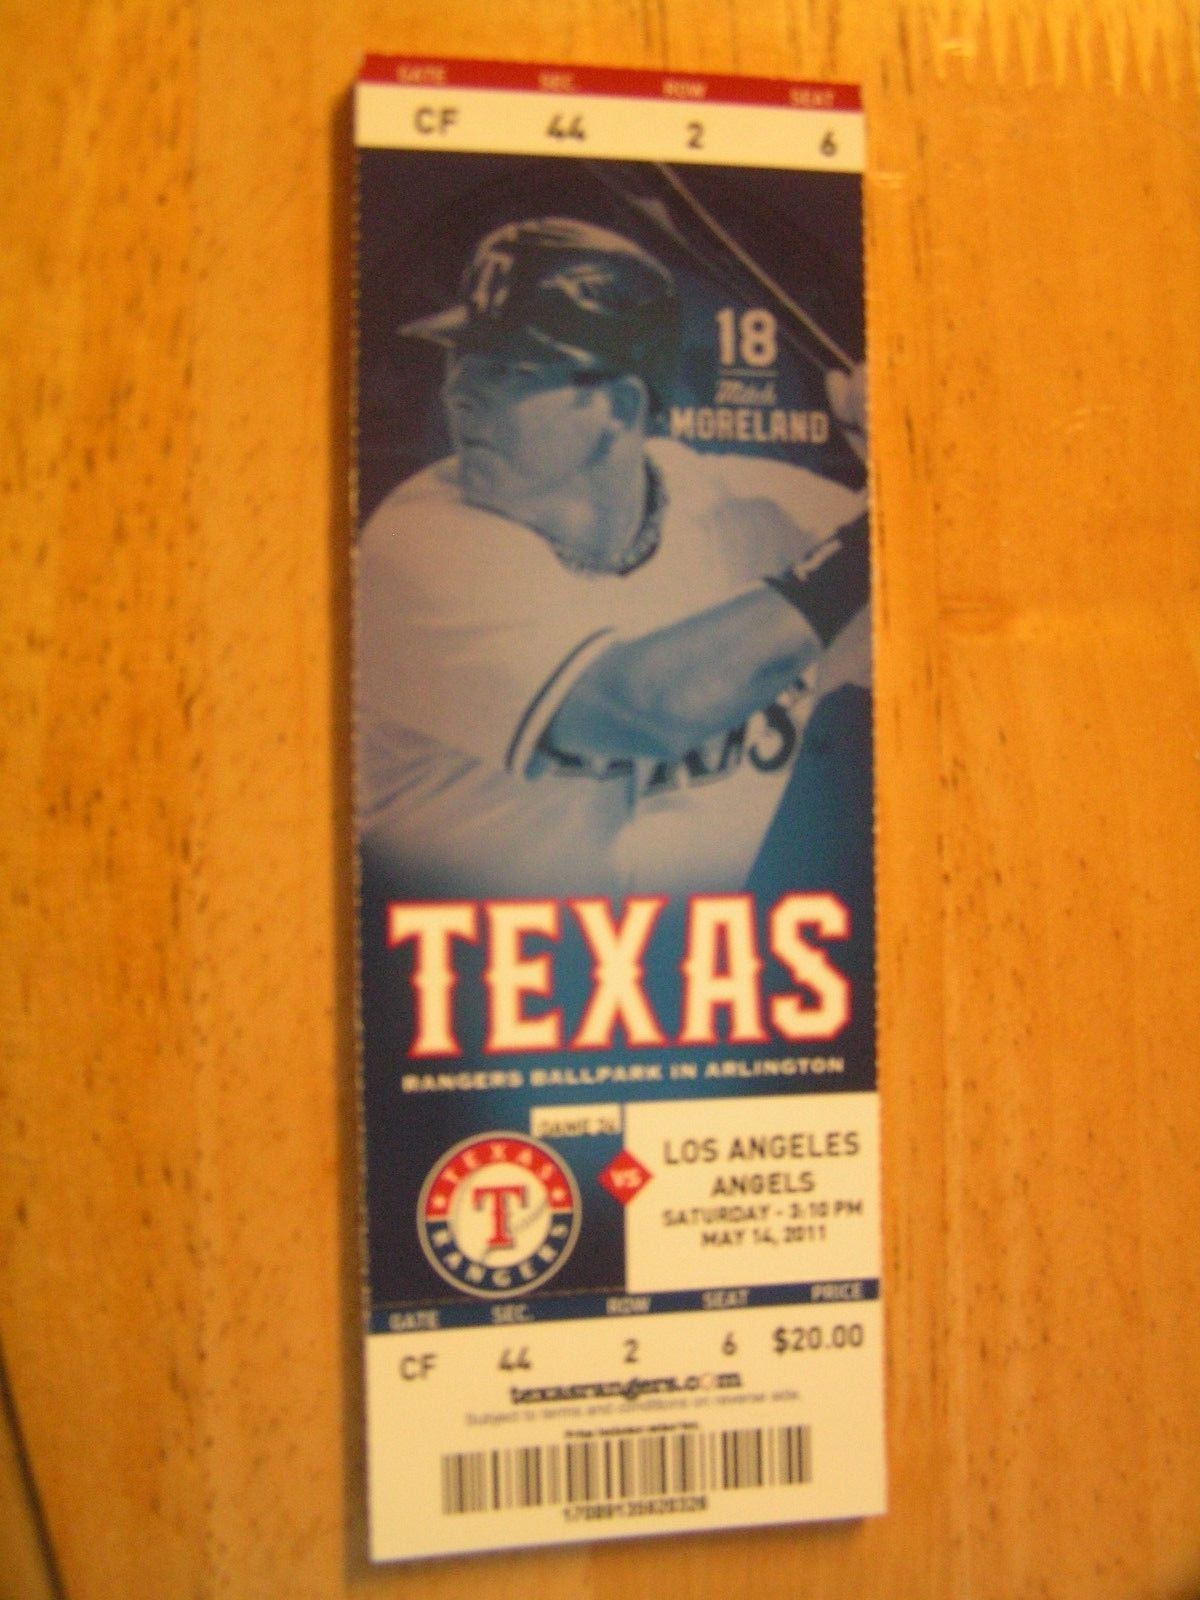 GATE SEC. ROW SEAT
CF 44 2 6
T
18
Mitch
MORELAND
TEXAS
RANGERS BALLPARK IN ARLINGTON
TEXAS
T
RANGERS
VS
LOS ANGELES
ANGELS
SATURDAY - 3:10 PM
MAY 14, 2011
GATE SEC. ROW SEAT PRICE
CF 44 2 6 $20.00
texasrangers.com
Subject to terms and conditions on reverse side.